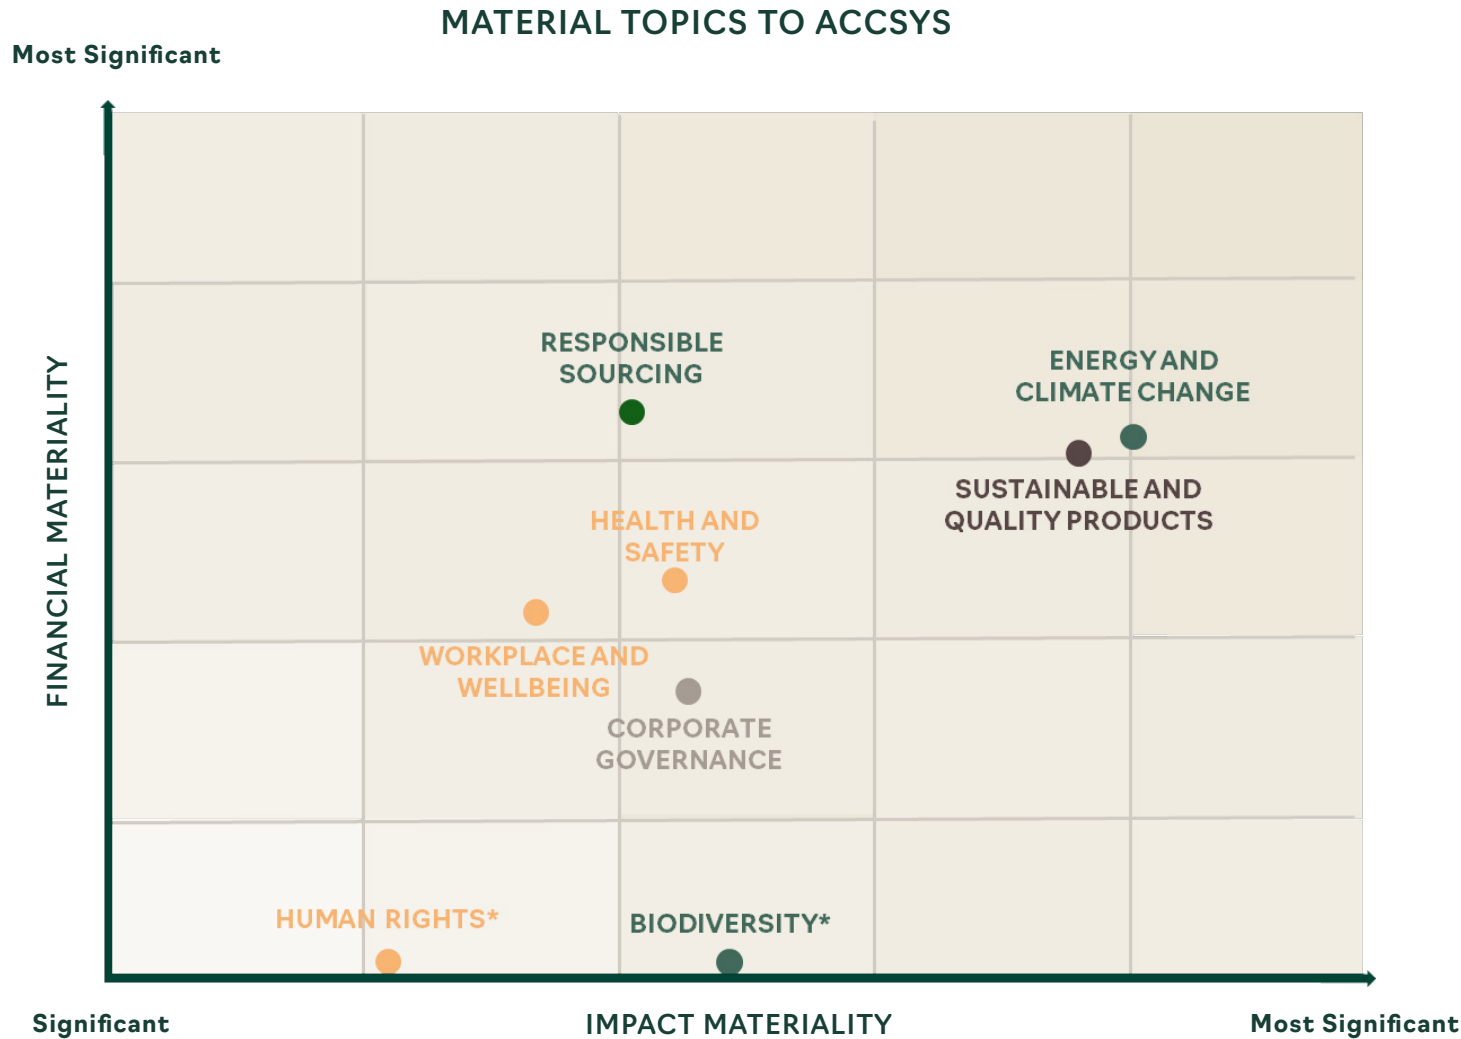 MATERIAL TOPICS TO ACCSYS
Most Significant
RESPONSIBLE
SOURCING
ENERGY AND
CLIMATE CHANGE
SUSTAINABLE AND
QUALITY PRODUCTS
HEALTH AND
SAFETY
WORKPLACE AND
WELLBEING
CORPORATE
GOVERNANCE
HUMAN RIGHTS*
BIODIVERSITY*
FINANCIAL MATERIALITY
Significant
IMPACT MATERIALITY
Most Significant